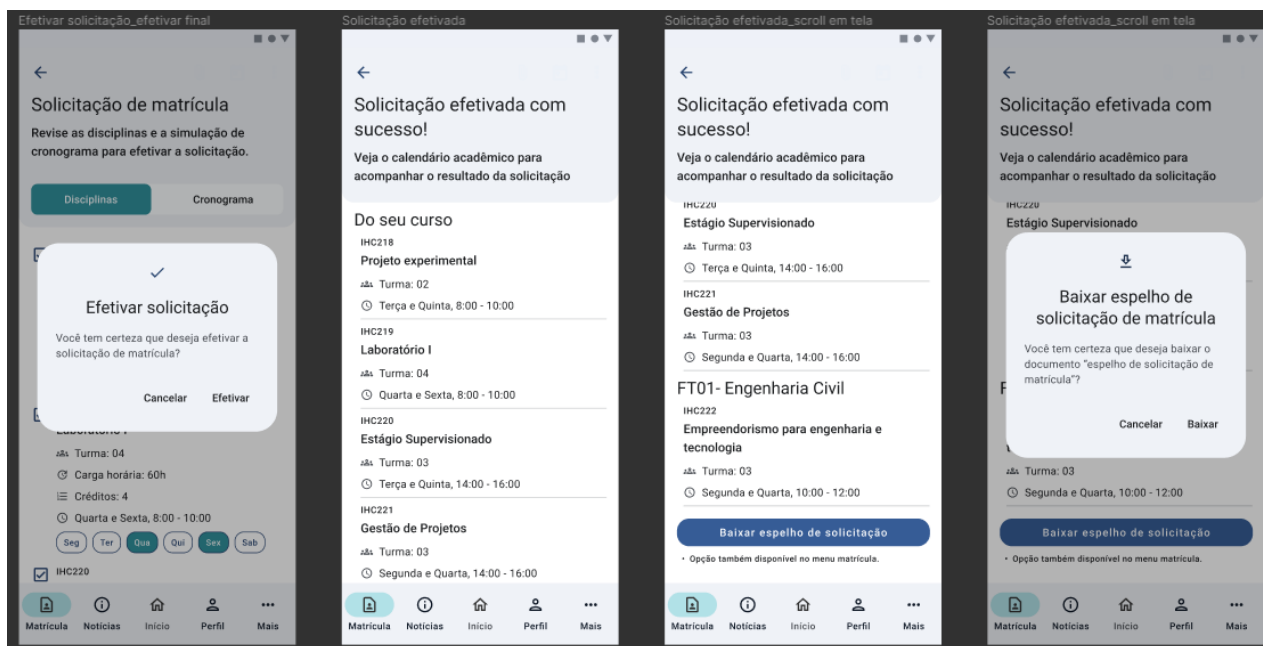 Efetivar solicitação_efetivar final
Solicitação de matrícula
Revise as disciplinas e a simulação de
cronograma para efetivar a solicitação.
Disciplinas
Cronograma
Efetivar solicitação
Você tem certeza que deseja efetivar a
solicitação de matrícula?
Cancelar
Efetivar
Laboratório I
Turma: 04
Carga horária: 60h
Créditos: 4
Quarta e Sexta, 8:00 - 10:00
Seg
Ter
Qua
Qui
Sex
Sab
IHC220
Matrícula
Notícias
Início
Perfil
Mais
Solicitação efetivada
Solicitação efetivada com
sucesso!
Veja o calendário acadêmico para
acompanhar o resultado da solicitação
Do seu curso
IHC218
Projeto experimental
Turma: 02
Terça e Quinta, 8:00 - 10:00
IHC219
Laboratório I
Turma: 04
Quarta e Sexta, 8:00 - 10:00
IHC220
Estágio Supervisionado
Turma: 03
Terça e Quinta, 14:00 - 16:00
IHC221
Gestão de Projetos
Turma: 03
Segunda e Quarta, 14:00 - 16:00
Matrícula
Notícias
Início
Perfil
Mais
Solicitação efetivada_scroll em tela
Solicitação efetivada com
sucesso!
Veja o calendário acadêmico para
acompanhar o resultado da solicitação
IHC220
Estágio Supervisionado
Turma: 03
Terça e Quinta, 14:00 - 16:00
IHC221
Gestão de Projetos
Turma: 03
Segunda e Quarta, 14:00 - 16:00
FT01- Engenharia Civil
IHC222
Empreendorismo para engenharia e
tecnologia
Turma: 03
Segunda e Quarta, 10:00 - 12:00
Baixar espelho de solicitação
• Opção também disponível no menu matrícula.
Matrícula
Notícias
Início
Perfil
Mais
Solicitação efetivada_scroll em tela
Solicitação efetivada com
sucesso!
Veja o calendário acadêmico para
acompanhar o resultado da solicitação
IHC220
Estágio Supervisionado
Baixar espelho de
solicitação de matrícula
Você tem certeza que deseja baixar o
documento “espelho de solicitação de
matrícula”?
Cancelar
Baixar
F
Turma: 03
Segunda e Quarta, 10:00 - 12:00
Baixar espelho de solicitação
• Opção também disponível no menu matrícula.
Matrícula
Notícias
Início
Perfil
Mais